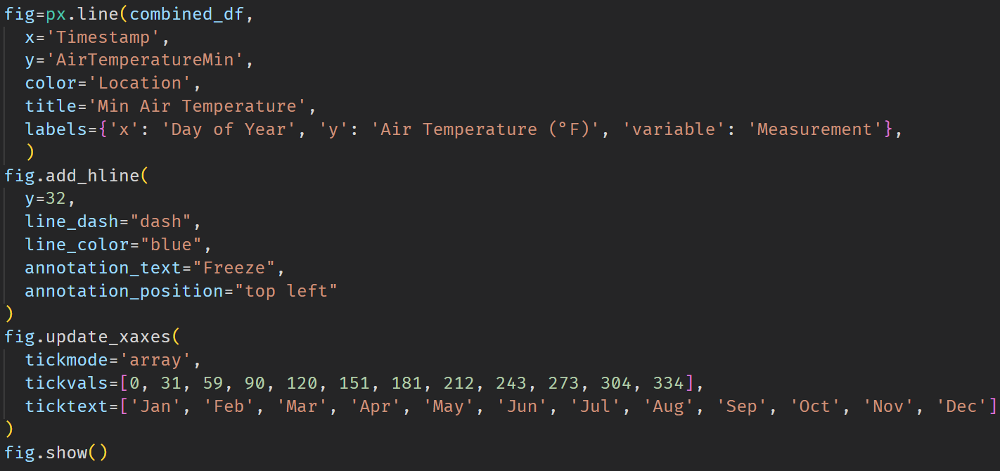 fig=px.line(combined_df,
  x='Timestamp',
  y='AirTemperatureMin',
  color='Location',
  title='Min Air Temperature',
  labels={'x': 'Day of Year', 'y': 'Air Temperature (°F)', 'variable': 'Measurement'},
  )
fig.add_hline(
  y=32,
  line_dash="dash",
  line_color="blue",
  annotation_text="Freeze",
  annotation_position="top left"
)
fig.update_xaxes(
  tickmode='array',
  tickvals=[0, 31, 59, 90, 120, 151, 181, 212, 243, 273, 304, 334],
  ticktext=['Jan', 'Feb', 'Mar', 'Apr', 'May', 'Jun', 'Jul', 'Aug', 'Sep', 'Oct', 'Nov', 'Dec']
)
fig.show()